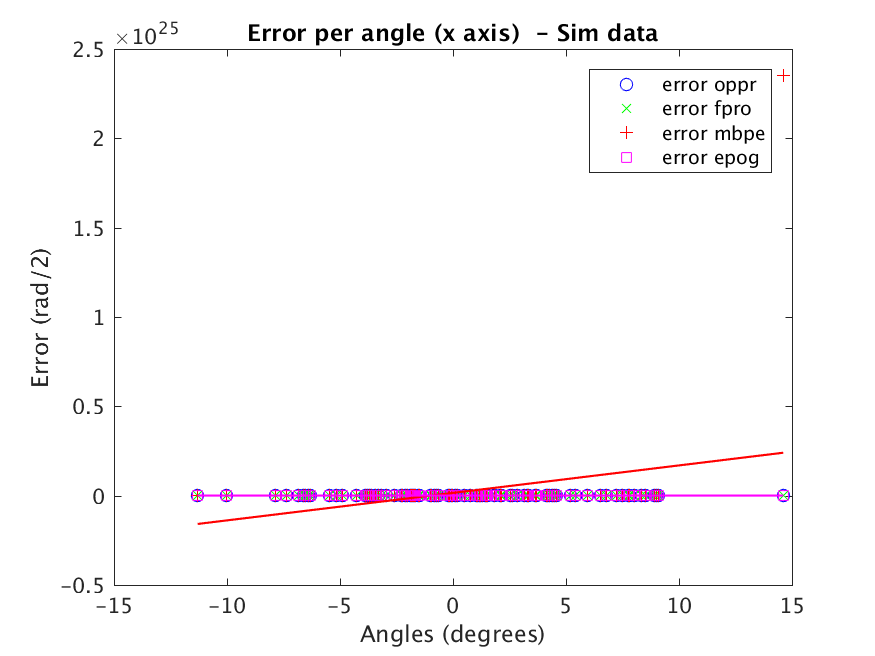 Error per angle (x axis) - Sim data
×10^25
2.5
2
1.5
1
0.5
0
-0.5
-15
-10
-5
0
5
10
15
Error (rad/2)
Angles (degrees)
error oppr
error fpro
error mbpe
error epog